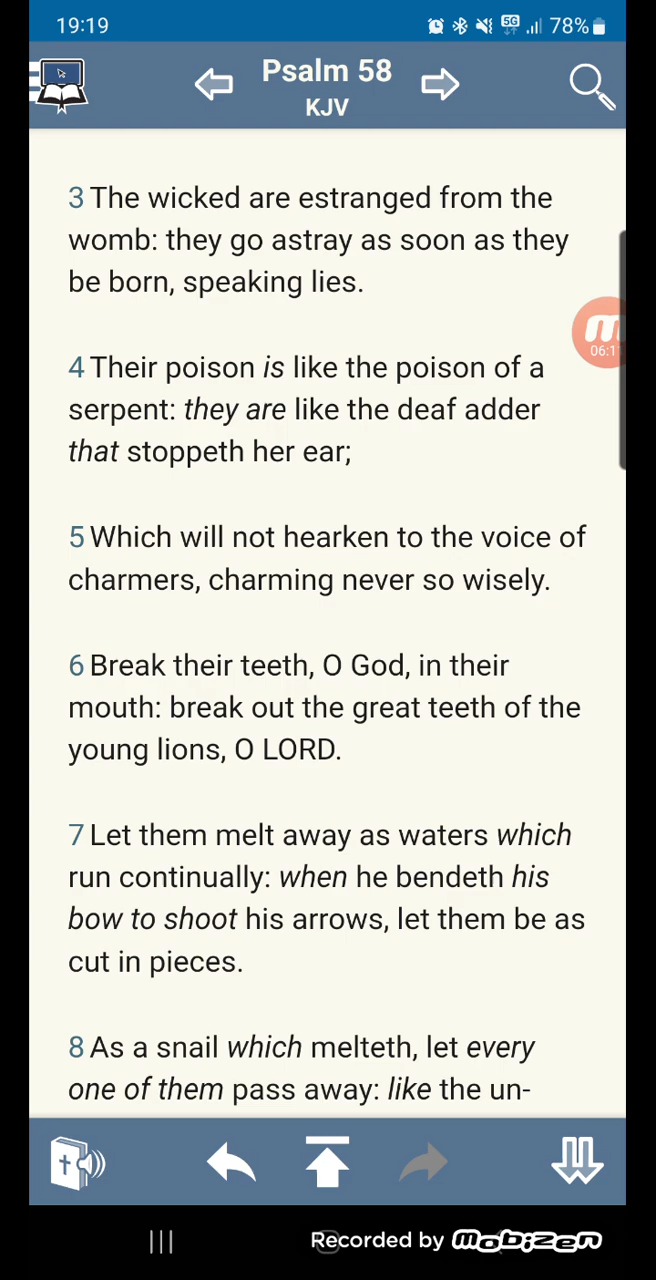 19:19
5G
78%
Psalm 58
KJV
3 The wicked are estranged from the
womb: they go astray as soon as they
be born, speaking lies.
06:1
4 Their poison is like the poison of a
serpent: they are like the deaf adder
that stoppeth her ear;
5 Which will not hearken to the voice of
charmers, charming never so wisely.
6 Break their teeth, O God, in their
mouth: break out the great teeth of the
young lions, O LORD.
7 Let them melt away as waters which
run continually: when he bendeth his
bow to shoot his arrows, let them be as
cut in pieces.
8 As a snail which melteth, let every
one of them pass away: like the un-
Recorded by mobizen